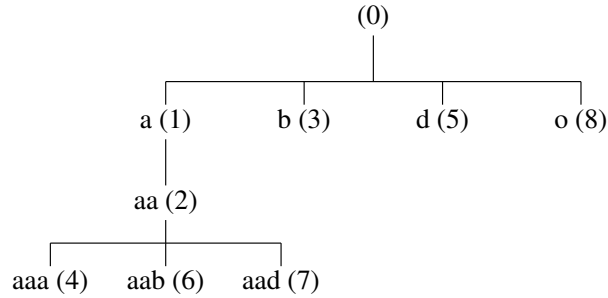 (0)
a (1) b (3) d (5) o (8)
aa (2)
aaa (4) aab (6) aad (7)